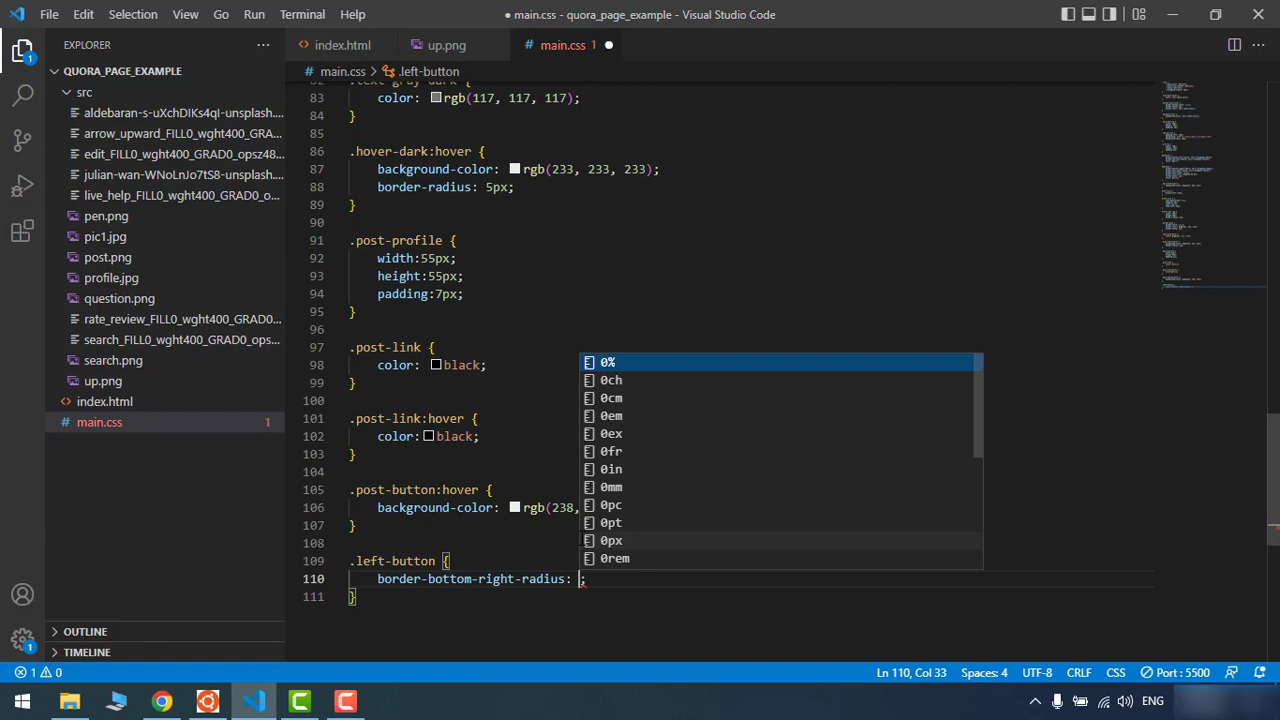 File Edit Selection View Go Run Terminal Help
● main.css - quora_page_example - Visual Studio Code
1
EXPLORER
index.html
up.png
main.css 1
QUORA_PAGE_EXAMPLE
src
aldebaran-s-uXchDIKs4qI-unsplash...
arrow_upward_FILL0_wght400_GRAD...
edit_FILL0_wght400_GRAD0_opsz48...
julian-wan-WNoLnJo7tS8-unsplash...
live_help_FILL0_wght400_GRAD0_o...
pen.png
pic1.jpg
post.png
profile.jpg
question.png
rate_review_FILL0_wght400_GRAD0...
search_FILL0_wght400_GRAD0_ops...
search.png
up.png
index.html
main.css 1
OUTLINE
TIMELINE
1
main.css > .left-button
83 color: rgb(117, 117, 117);
84 }
85
86 .hover-dark:hover {
87 background-color: rgb(233, 233, 233);
88 border-radius: 5px;
89 }
90
91 .post-profile {
92 width:55px;
93 height:55px;
94 padding:7px;
95 }
96
97 .post-link {
98 color: black;
99 }
100
101 .post-link:hover {
102 color: black;
103 }
104
105 .post-button:hover {
106 background-color: rgb(238,
107 }
108
109 .left-button {
110 border-bottom-right-radius: ;
111 }
0%
0ch
0cm
0em
0ex
0fr
0in
0mm
0pc
0pt
0px
0rem
1 0
Ln 110, Col 33 Spaces: 4 UTF-8 CRLF CSS Port : 5500
ENG